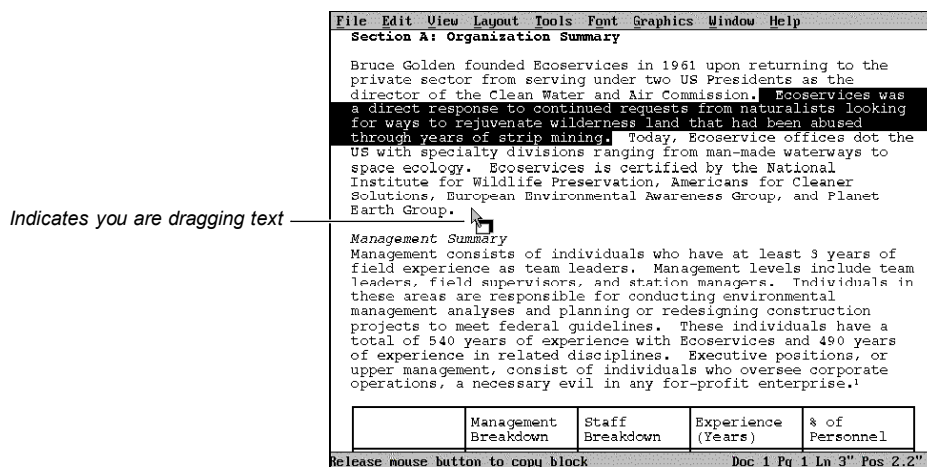 File Edit View Layout Tools Font Graphics Window Help
Section A: Organization Summary
Bruce Golden founded Ecoservices in 1961 upon returning to the
private sector from serving under two US Presidents as the
director of the Clean Water and Air Commission. Ecoservices was
a direct response to continued requests from naturalists looking
for ways to rejuvenate wilderness land that had been abused
through years of strip mining. Today, Ecoservice offices dot the
US with specialty divisions ranging from man-made waterways to
space ecology. Ecoservices is certified by the National
Institute for Wildlife Preservation, Americans for Cleaner
Solutions, European Environmental Awareness Group, and Planet
Earth Group.
Indicates you are dragging text
Management Summary
Management consists of individuals who have at least 3 years of
field experience as team leaders. Management levels include team
leaders, field supervisors, and station managers. Individuals in
these areas are responsible for conducting environmental
management analyses and planning or redesigning construction
projects to meet federal guidelines. These individuals have a
total of 540 years of experience with Ecoservices and 490 years
of experience in related disciplines. Executive positions, or
upper management, consist of individuals who oversee corporate
operations, a necessary evil in any for-profit enterprise.¹
Management Staff Experience % of
Breakdown Breakdown (Years) Personnel
Release mouse button to copy block Doc 1 Pg 1 Ln 3" Pos 2.2"